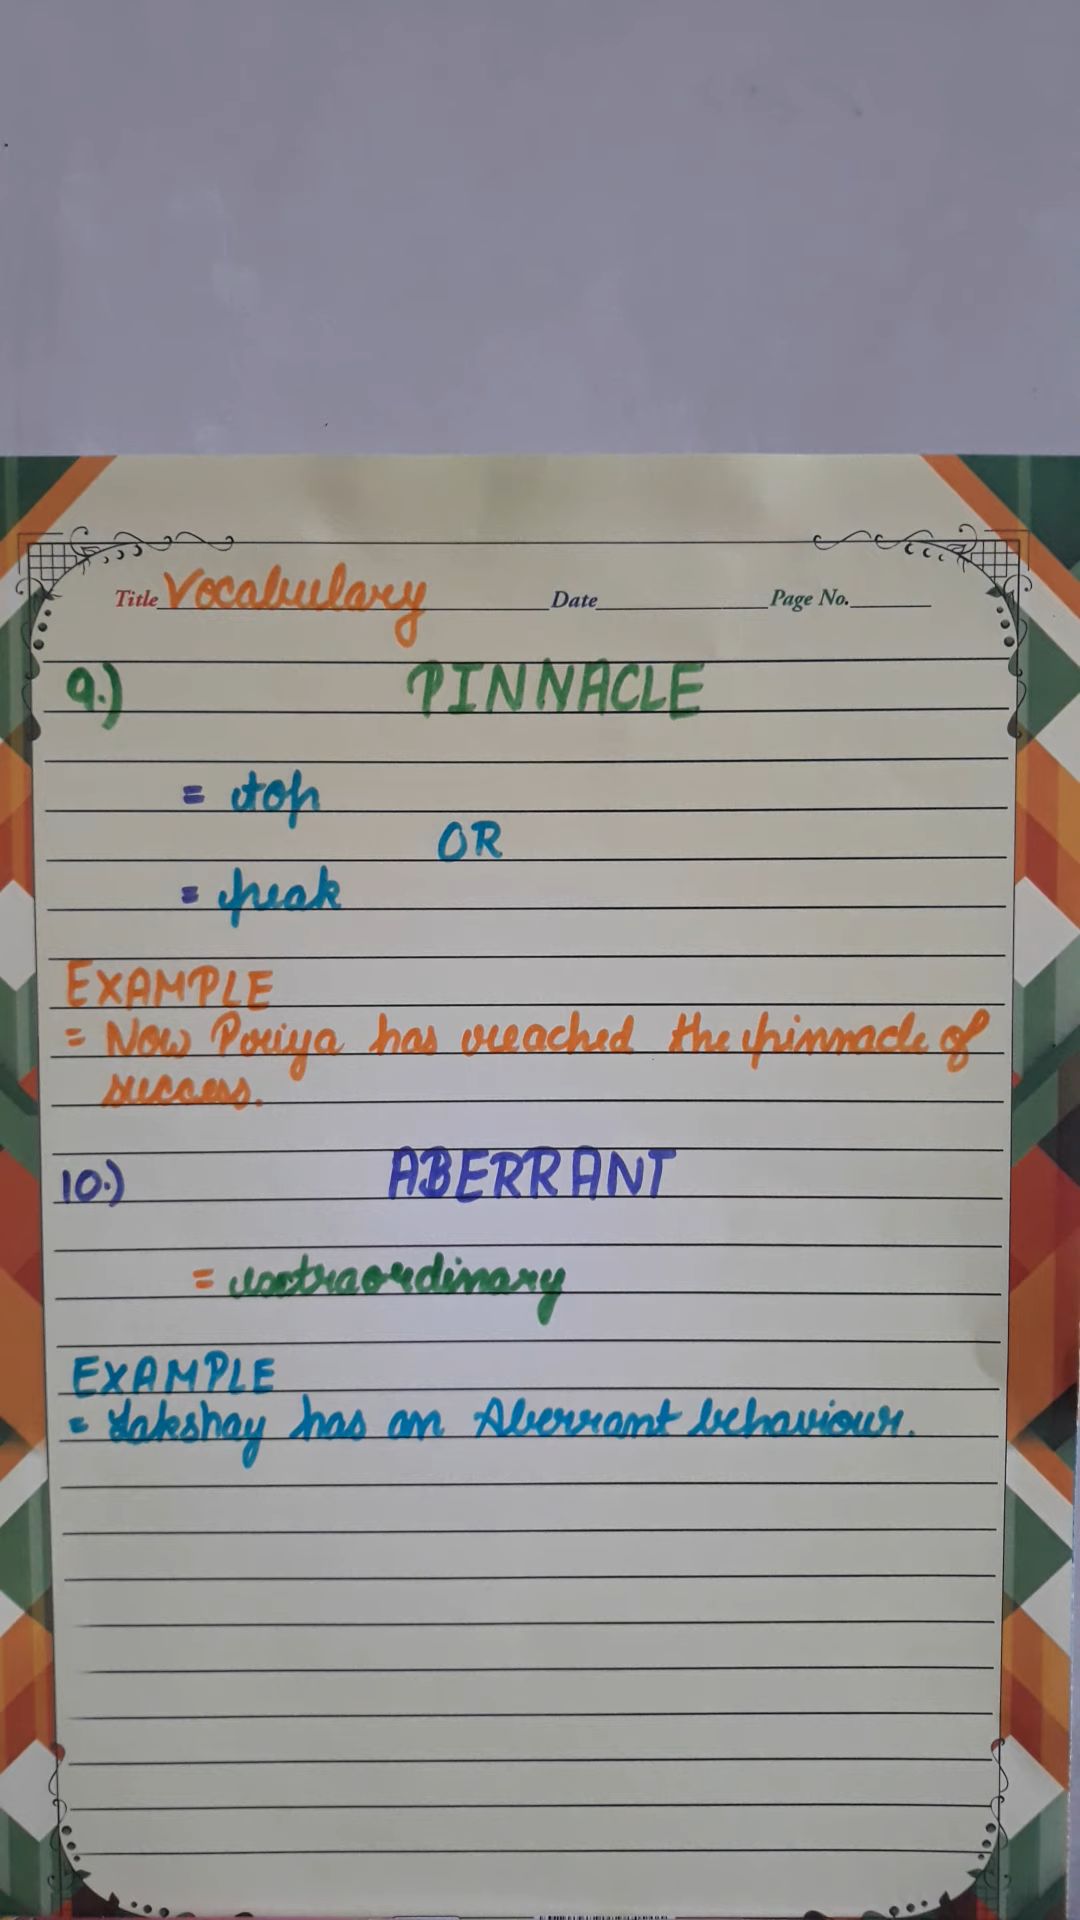 Title Vocabulary Date Page No.
9.) PINNACLE
= top
OR
= peak
EXAMPLE
= Now Poriya has reached the pinnacle of
success.
10.) ABERRANT
= extraordinary
EXAMPLE
= Lakshay has an Aberrant behaviour.